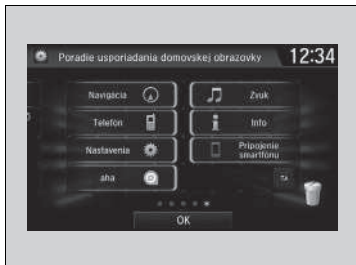 Poradie usporiadania domovskej obrazovky 12:34
Navigácia
Zvuk
Telefón
Info
Nastavenia
Pripojenie
smartfónu
aha
OK